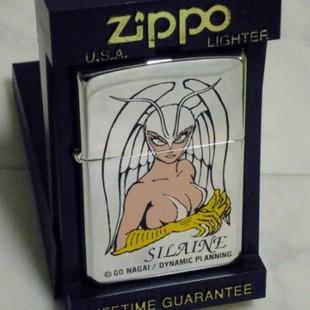 zippo
U.S.A. LIGHTER
SILAINE
© GO NAGAI / DYNAMIC PLANNING
LIFETIME GUARANTEE